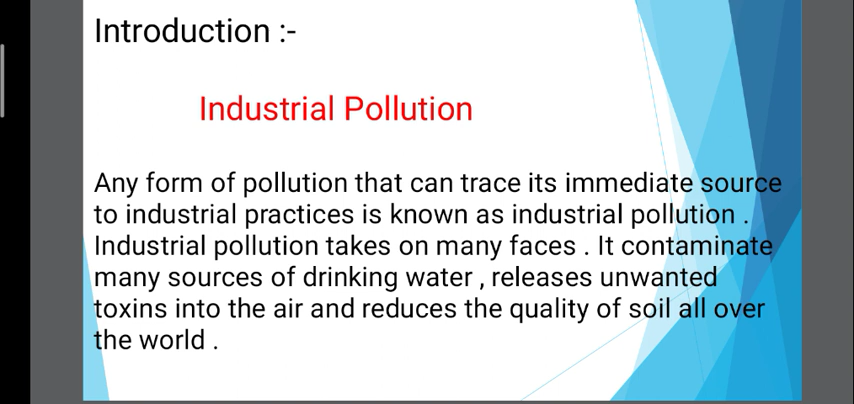 Introduction :-
Industrial Pollution
Any form of pollution that can trace its immediate source
to industrial practices is known as industrial pollution .
Industrial pollution takes on many faces . It contaminate
many sources of drinking water , releases unwanted
toxins into the air and reduces the quality of soil all over
the world .